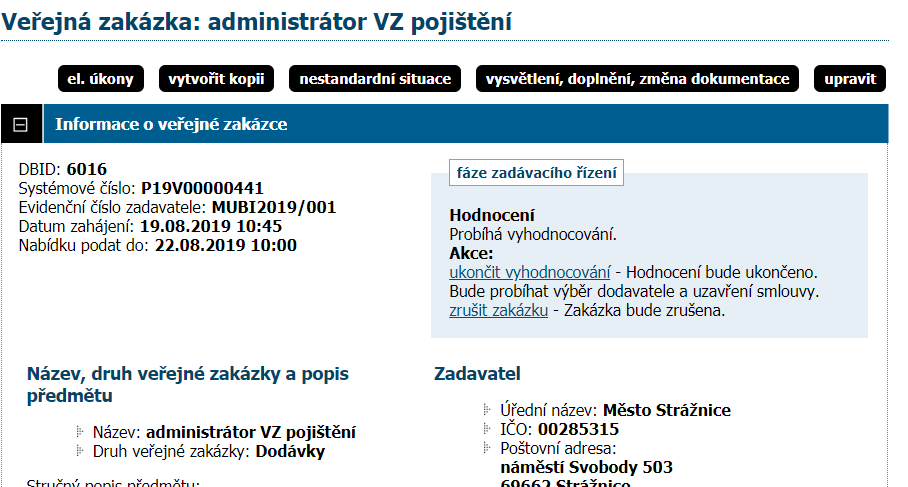 Veřejná zakázka: administrátor VZ pojištění
el. úkony vytvořit kopii nestandardní situace vysvětlení, doplnění, změna dokumentace upravit
Informace o veřejné zakázce
DBID: 6016
Systémové číslo: P19V00000441
Evidenční číslo zadavatele: MUBI2019/001
Datum zahájení: 19.08.2019 10:45
Nabídku podat do: 22.08.2019 10:00
fáze zadávacího řízení
Hodnocení
Probíhá vyhodnocování.
Akce:
ukončit vyhodnocování - Hodnocení bude ukončeno.
Bude probíhat výběr dodavatele a uzavření smlouvy.
zrušit zakázku - Zakázka bude zrušena.
Název, druh veřejné zakázky a popis
předmětu
Název: administrátor VZ pojištění
Druh veřejné zakázky: Dodávky
Stručný popis předmětu:
Zadavatel
Úřední název: Město Strážnice
IČO: 00285315
Poštovní adresa:
náměstí Svobody 503
69662 Strážnice